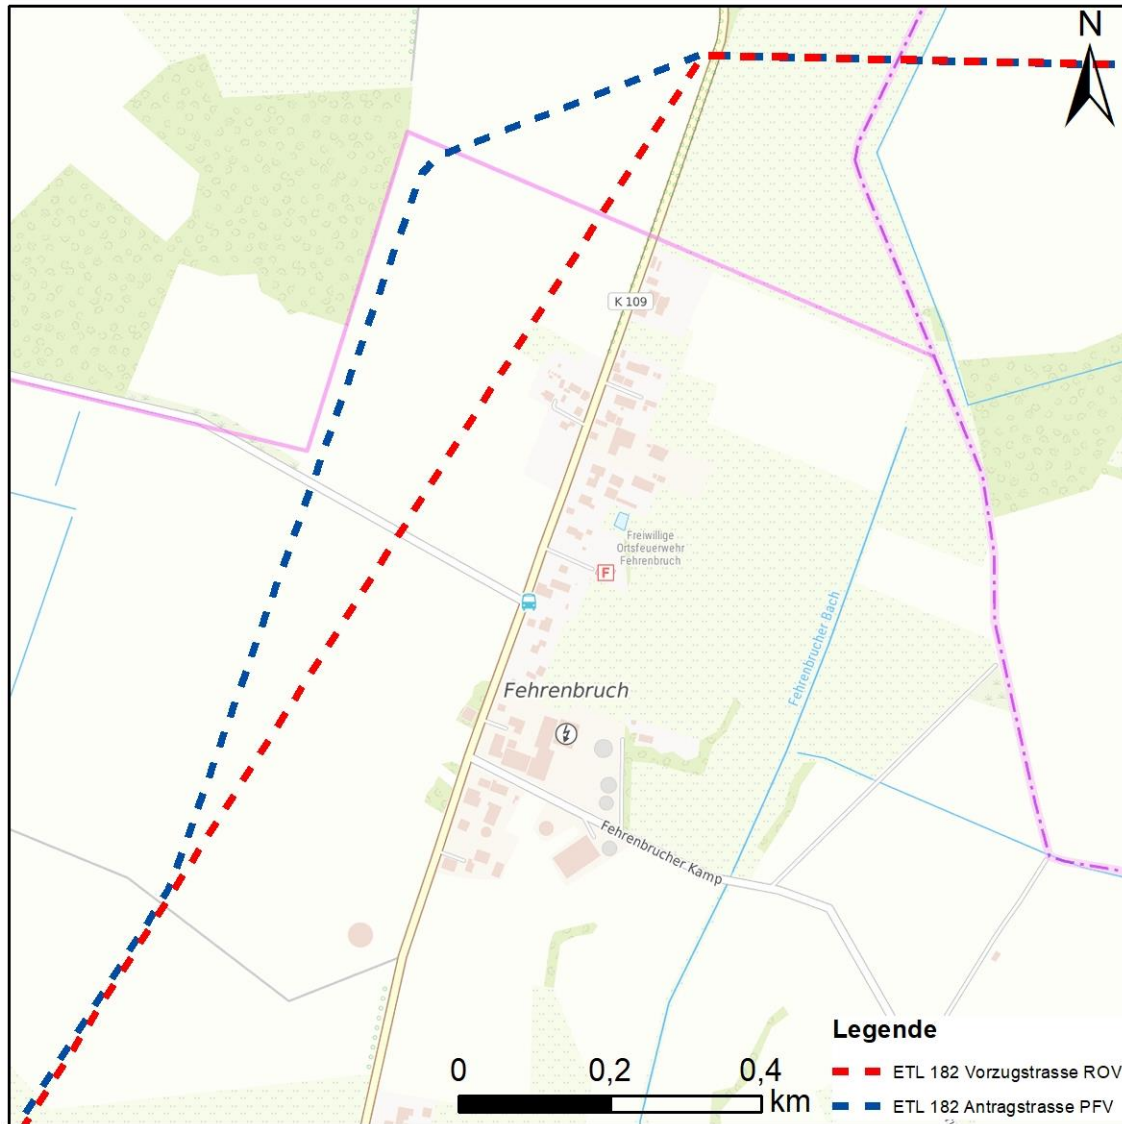 N
K 109
Freiwillige
Ortsfeuerwehr
Fehrenbruch
F
Fehrenbrucher Bach
Fehrenbruch
Fehrenbrucher Kamp
Legende
0 0,2 0,4
km
ETL 182 Vorzugstrasse ROV
ETL 182 Antragstrasse PFV